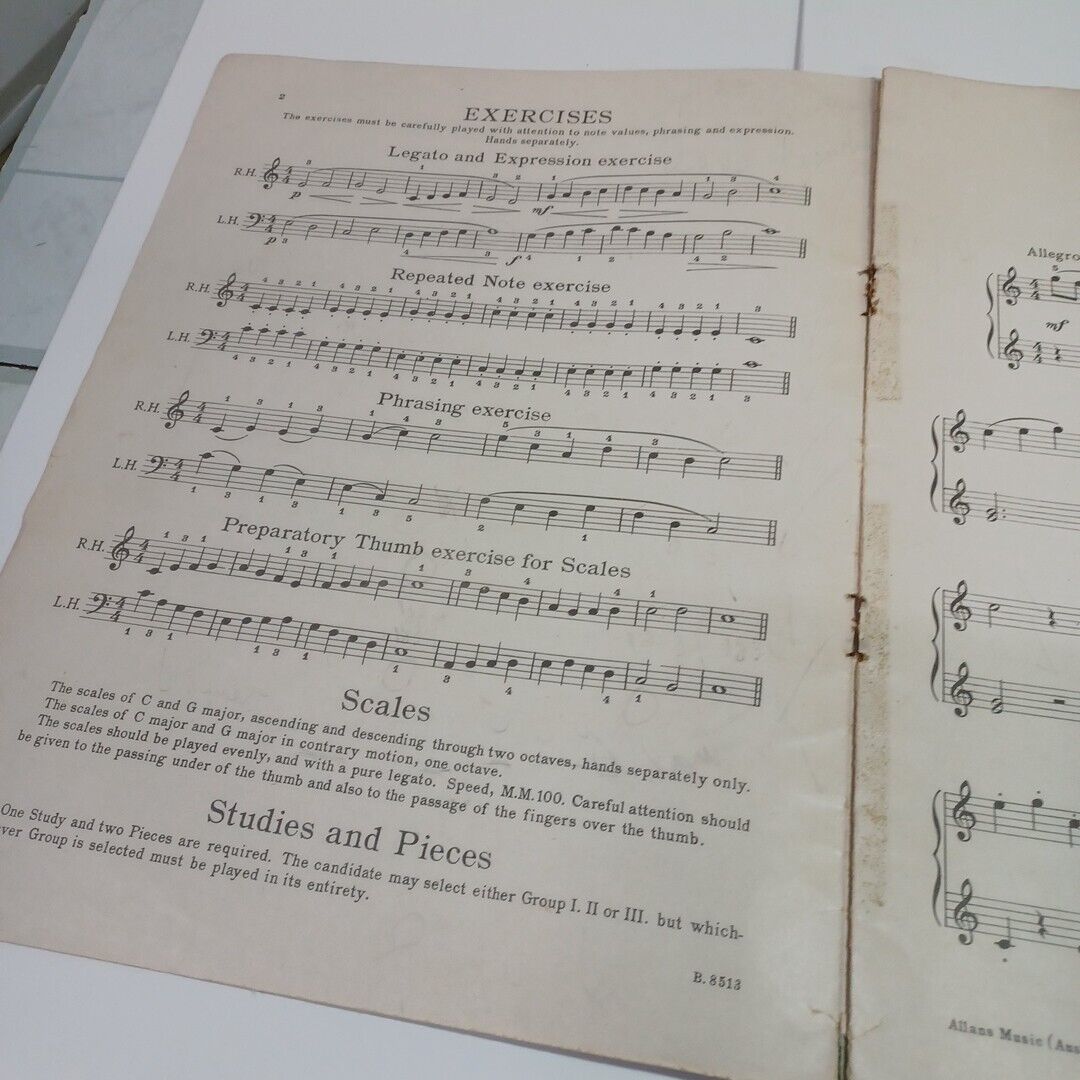 2
EXERCISES
The exercises must be carefully played with attention to note values, phrasing and expression.
Hands separately.
Legato and Expression exercise
R.H.
p
mf
L.H.
p
f
Repeated Note exercise
R.H.
L.H.
Phrasing exercise
R.H.
L.H.
Preparatory Thumb exercise for Scales
R.H.
L.H.
Scales
The scales of C and G major, ascending and descending through two octaves, hands separately only.
The scales of C major and G major in contrary motion, one octave.
The scales should be played evenly, and with a pure legato. Speed, M.M.100. Careful attention should
be given to the passing under of the thumb and also to the passage of the fingers over the thumb.
Studies and Pieces
One Study and two Pieces are required. The candidate may select either Group I. II or III. but which-
ver Group is selected must be played in its entirety.
B. 8513
Allegro
mf
Allans Music (Aus